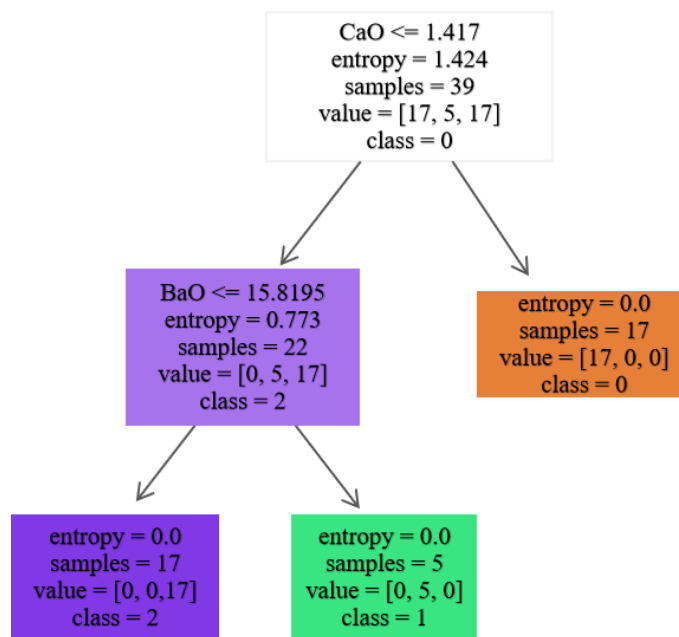 CaO <= 1.417
entropy = 1.424
samples = 39
value = [17, 5, 17]
class = 0
BaO <= 15.8195
entropy = 0.773
samples = 22
value = [0, 5, 17]
class = 2
entropy = 0.0
samples = 17
value = [17, 0, 0]
class = 0
entropy = 0.0
samples = 17
value = [0, 0,17]
class = 2
entropy = 0.0
samples = 5
value = [0, 5, 0]
class = 1